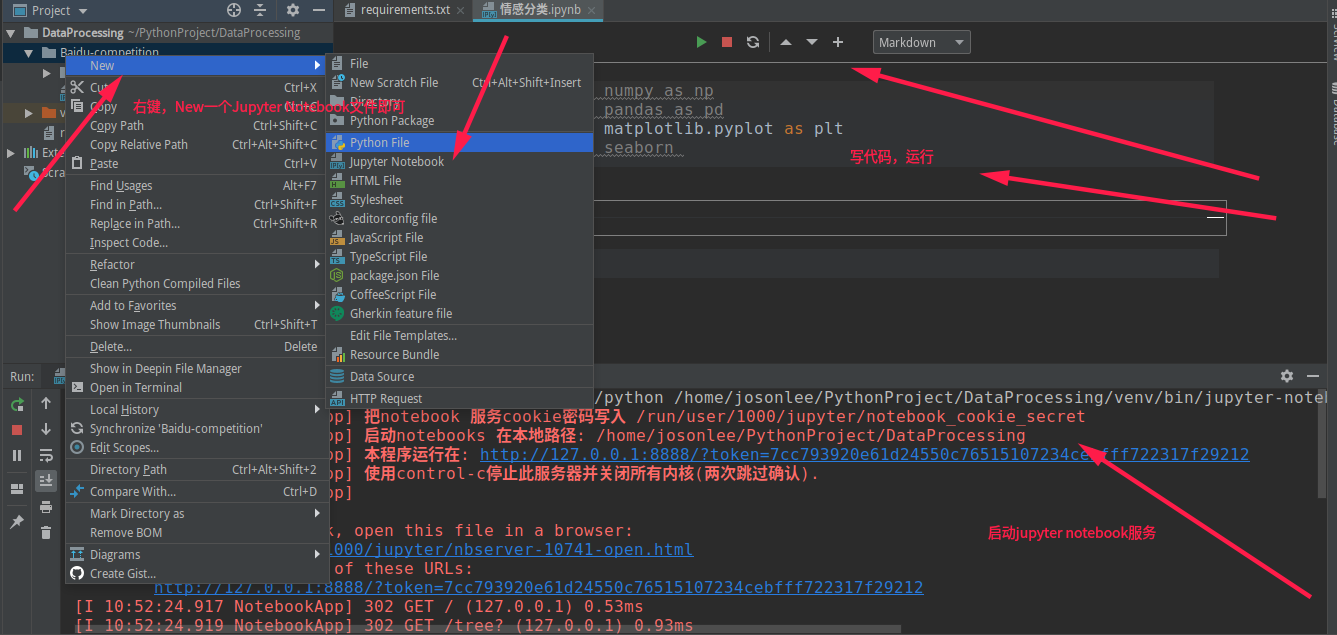 Project
requirements.txt
情感分类.ipynb
DataProcessing ~/PythonProject/DataProcessing
Baidu-competition
Markdown
New
Cut Ctrl+X
Copy
右键，New一个Jupyter Notebook文件即可
Copy Path Ctrl+Shift+C
Copy Relative Path Ctrl+Alt+Shift+C
Paste Ctrl+V
Find Usages Alt+F7
Find in Path... Ctrl+Shift+F
Replace in Path... Ctrl+Shift+R
Inspect Code...
Refactor
Clean Python Compiled Files
Add to Favorites
Show Image Thumbnails Ctrl+Shift+T
Delete... Delete
Show in Deepin File Manager
Open in Terminal
Local History
Synchronize 'Baidu-competition'
Edit Scopes...
Directory Path Ctrl+Alt+Shift+2
Compare With... Ctrl+D
Mark Directory as
Remove BOM
Diagrams
Create Gist...
File
New Scratch File Ctrl+Alt+Shift+Insert
Directory
Python Package
Python File
Jupyter Notebook
HTML File
Stylesheet
.editorconfig file
JavaScript File
TypeScript File
package.json File
CoffeeScript File
Gherkin feature file
Edit File Templates...
Resource Bundle
Data Source
HTTP Request
numpy as np
pandas as pd
matplotlib.pyplot as plt
seaborn
写代码，运行
Run:
/python /home/josonlee/PythonProject/DataProcessing/venv/bin/jupyter-note
pp] 把notebook 服务cookie密码写入 /run/user/1000/jupyter/notebook_cookie_secret
pp] 启动notebooks 在本地路径: /home/josonlee/PythonProject/DataProcessing
pp] 本程序运行在: http://127.0.0.1:8888/?token=7cc793920e61d24550c76515107234cebfff722317f29212
pp] 使用control-c停止此服务器并关闭所有内核(两次跳过确认).
pp]
k, open this file in a browser:
启动jupyter notebook服务
1000/jupyter/nbserver-10741-open.html
of these URLs:
http://127.0.0.1:8888/?token=7cc793920e61d24550c76515107234cebfff722317f29212
[I 10:52:24.917 NotebookApp] 302 GET / (127.0.0.1) 0.53ms
[I 10:52:24.919 NotebookApp] 302 GET /tree? (127.0.0.1) 0.93ms